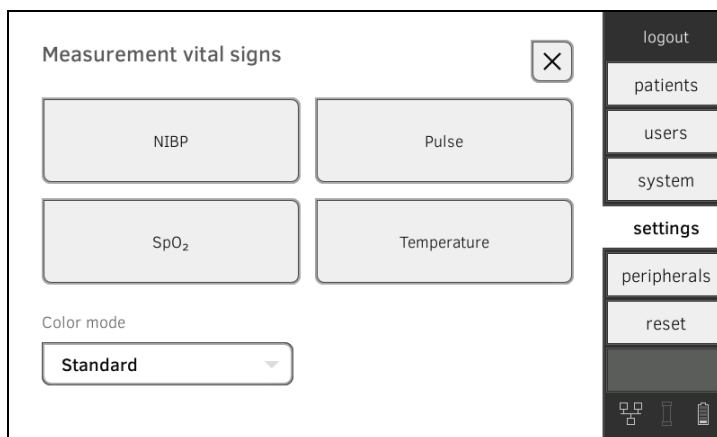 Measurement vital signs
NIBP
Pulse
SpO₂
Temperature
Color mode
Standard
logout
patients
users
system
settings
peripherals
reset